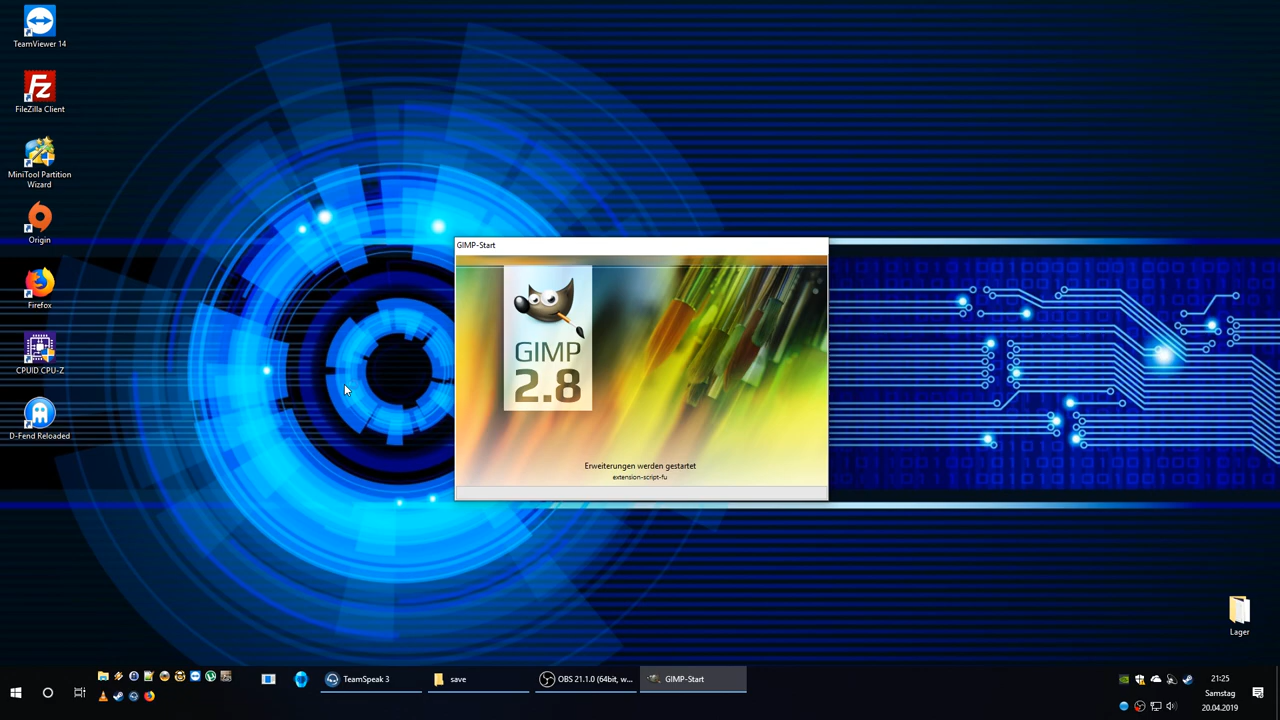 TeamViewer 14
FileZilla Client
MiniTool Partition
Wizard
Origin
Firefox
CPUID CPU-Z
D-Fend Reloaded
GIMP-Start
GIMP
2.8
Erweiterungen werden gestartet
extension-script-fu
Lager
TeamSpeak 3
save
OBS 21.1.0 (64bit, w...
GIMP-Start
21:25
Samstag
20.04.2019